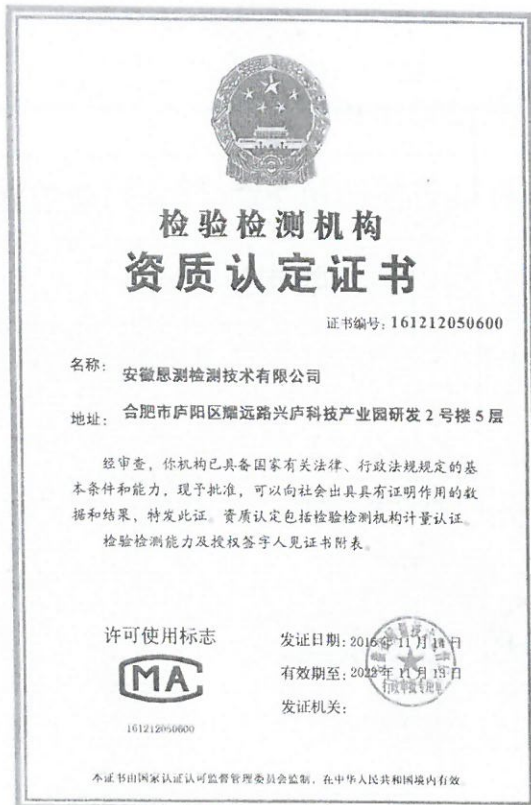 检验检测机构
资质认定证书
证书编号: 161212050600
名称: 安徽恳测检测技术有限公司
地址: 合肥市庐阳区耀远路兴庐科技产业园研发 2 号楼 5 层
经审查, 你机构已具备国家有关法律、行政法规规定的基
本条件和能力, 现予批准, 可以向社会出具具有证明作用的数
据和结果, 特发此证。资质认定包括检验检测机构计量认证。
检验检测能力及授权签字人见证书附表。
许可使用标志
MA
161212050600
发证日期: 2016年 11月 14日
有效期至: 2022年 11月 13日
发证机关:
行政审批专用章
本证书由国家认证认可监督管理委员会监制, 在中华人民共和国境内有效